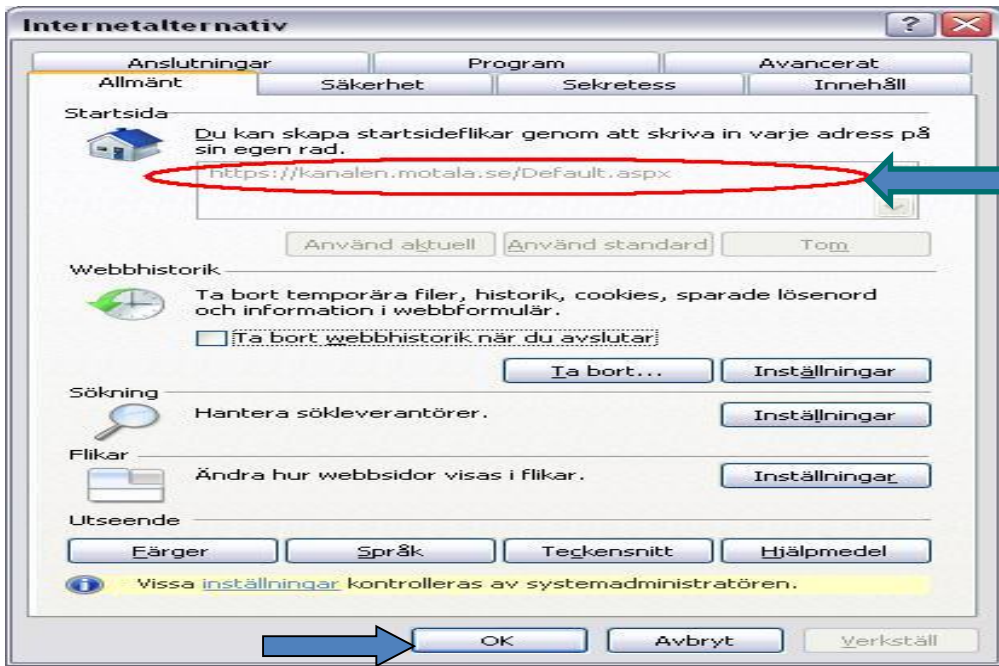 Internetalternativ
Anslutningar Program Avancerat
Allmänt Säkerhet Sekretess Innehåll
Startsida
Du kan skapa startsideflikar genom att skriva in varje adress på
sin egen rad.
https://kanalen.motala.se/Default.aspx
Använd aktuell Använd standard Tom
Webbhistorik
Ta bort temporära filer, historik, cookies, sparade lösenord
och information i webbformulär.
Ta bort webbhistorik när du avslutar
Ta bort... Inställningar
Sökning
Hantera sökleverantörer. Inställningar
Flikar
Ändra hur webbsidor visas i flikar. Inställningar
Utseende
Färger Språk Teckensnitt Hjälpmedel
Vissa inställningar kontrolleras av systemadministratören.
OK Avbryt Verkställ